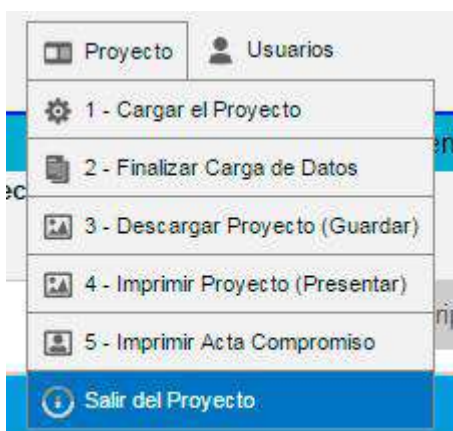 Proyecto Usuarios
1 - Cargar el Proyecto
2 - Finalizar Carga de Datos
3 - Descargar Proyecto (Guardar)
4 - Imprimir Proyecto (Presentar)
5 - Imprimir Acta Compromiso
Salir del Proyecto